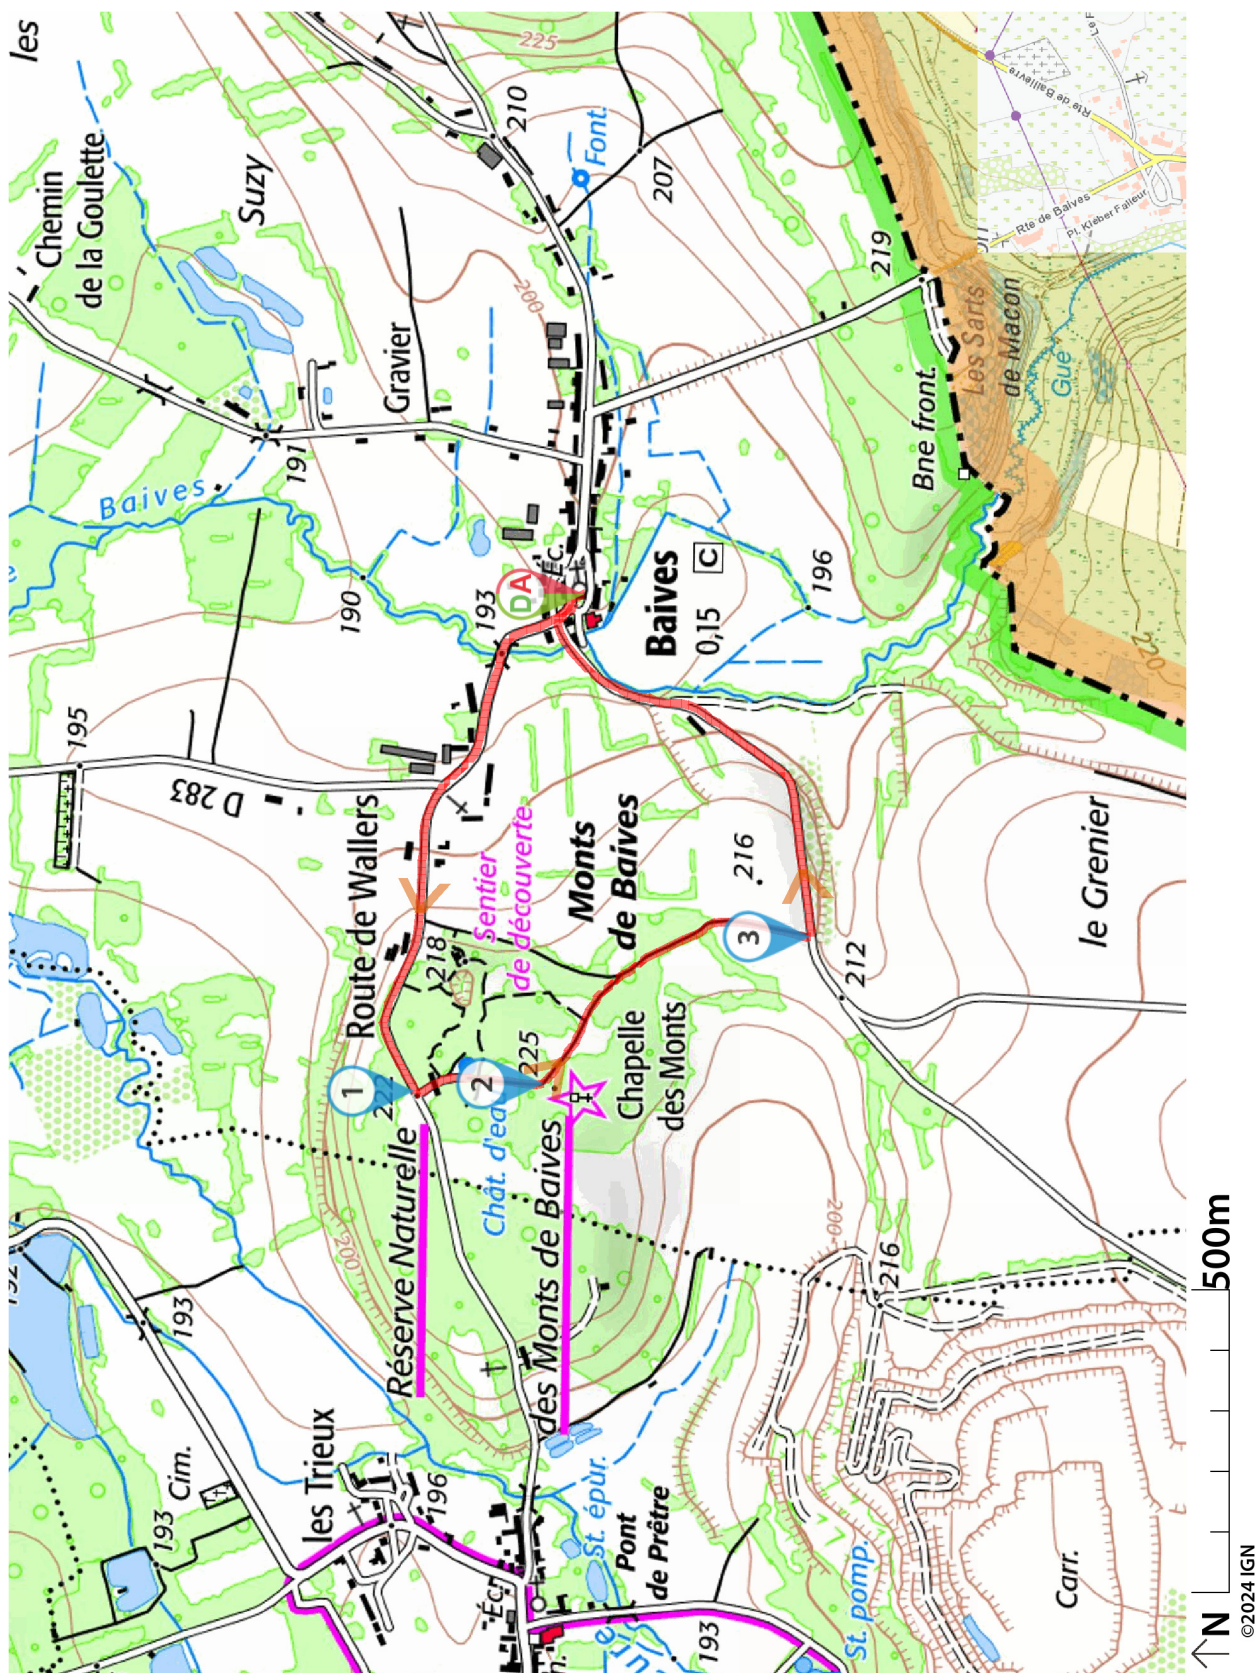 les
Chemin
de la Goulette
Suzy
225
210
Font.
207
Rte de Baillèvre
Le F
Rte de Baives
Pl. Kléber Falleur
219
200
Gravier
191
Baives
190
193
D
A
Éc.
Baives
0,15
C
196
Bne front.
Les Sarts
de Macon
Gué
220
195
D 283
Route de Wallers
Sentier
de découverte
Monts
de Baives
216
218
3
212
le Grenier
1
222
2
225
Chât. d'eau
Chapelle
des Monts
Réserve Naturelle
des Monts de Baives
200
200
216
192
193
les Trieux
196
Cim.
193
Éc.
St. épur.
Pont
de Prêtre
193
St. pomp.
Carr.
500m
N
©2024 IGN